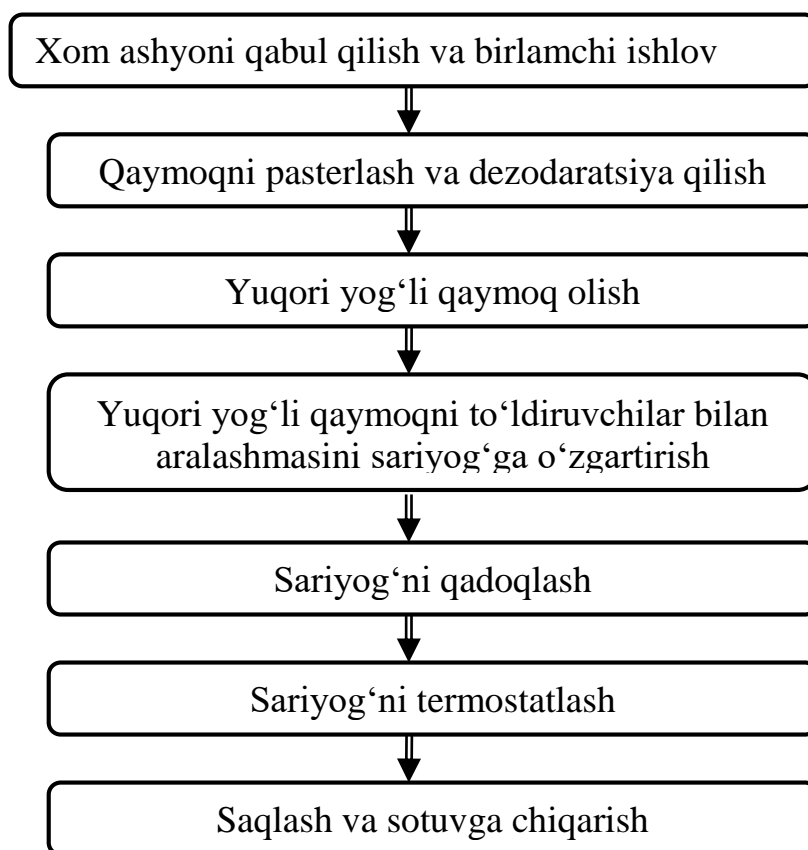 Xom ashyoni qabul qilish va birlamchi ishlov
Qaymoqni pasterlash va dezodaratsiya qilish
Yuqori yog‘li qaymoq olish
Yuqori yog‘li qaymoqni to‘ldiruvchilar bilan
aralashmasini sariyog‘ga o‘zgartirish
Sariyog‘ni qadoqlash
Sariyog‘ni termostatlash
Saqlash va sotuvga chiqarish